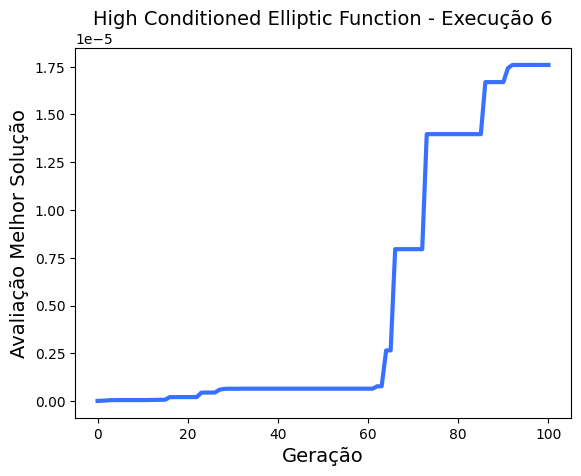 High Conditioned Elliptic Function - Execução 6
1e−5
1.75
1.50
1.25
1.00
0.75
0.50
0.25
0.00
Avaliação Melhor Solução
0 20 40 60 80 100
Geração